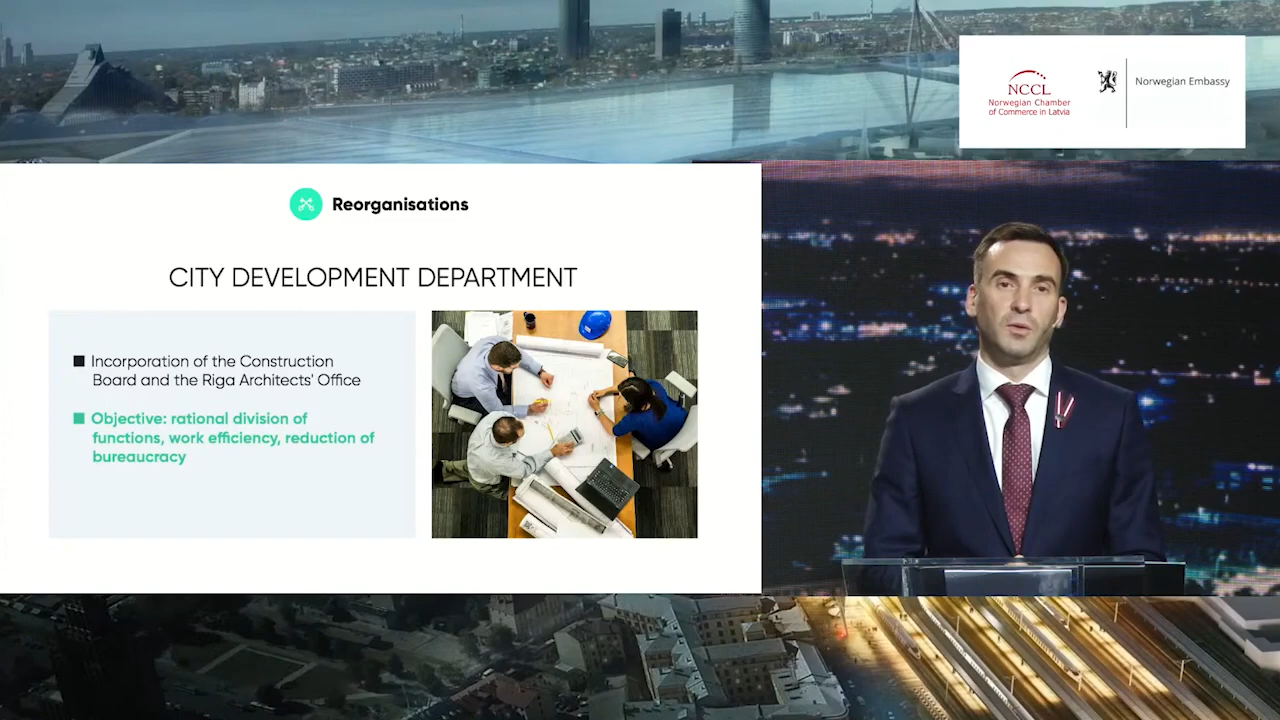 NCCL
Norwegian Chamber
of Commerce in Latvia
Norwegian Embassy
Reorganisations
CITY DEVELOPMENT DEPARTMENT
Incorporation of the Construction
Board and the Riga Architects' Office
Objective: rational division of
functions, work efficiency, reduction of
bureaucracy